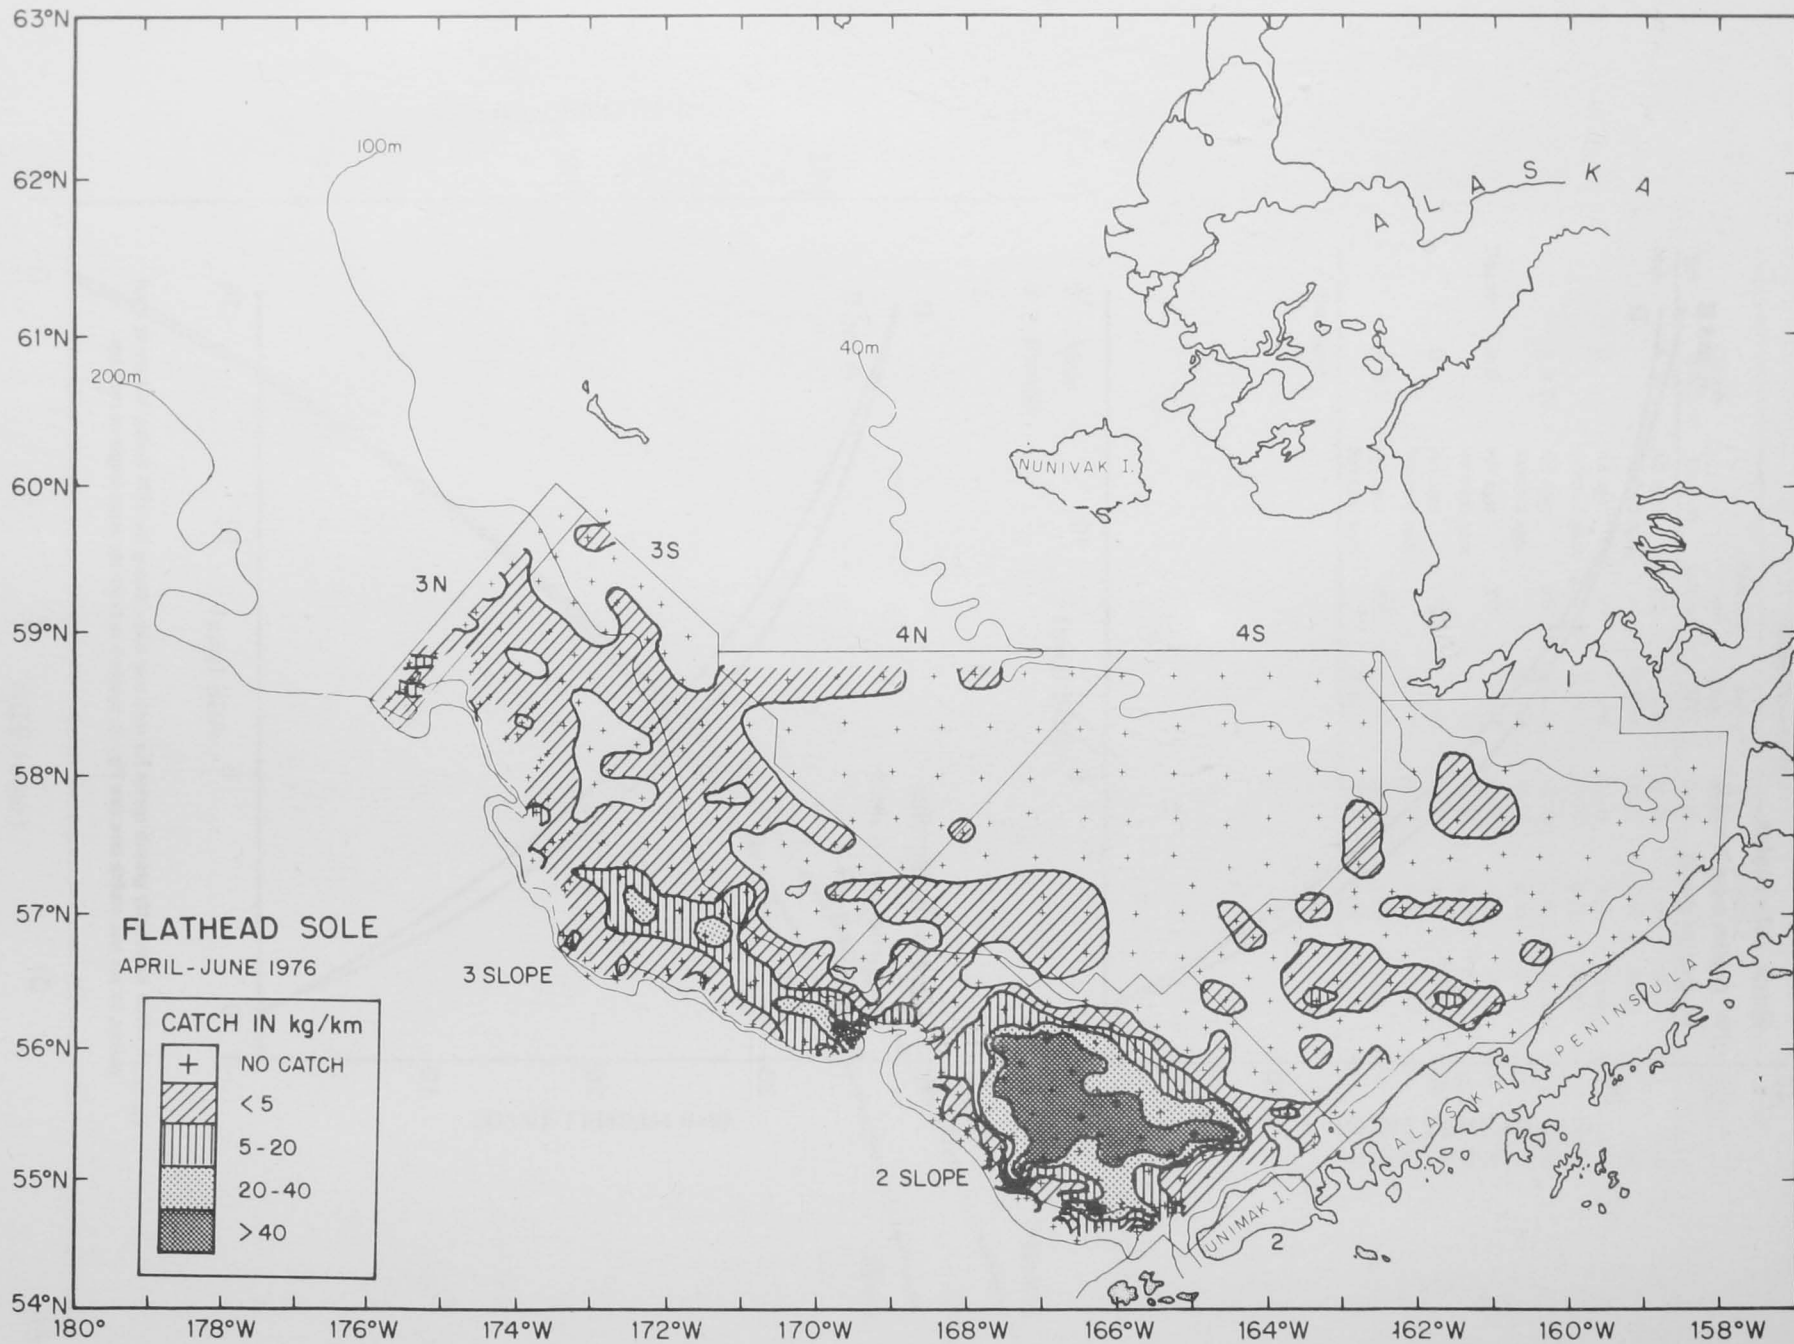 63°N
62°N
61°N
60°N
59°N
58°N
57°N
56°N
55°N
54°N
180°
178°W
176°W
174°W
172°W
170°W
168°W
166°W
164°W
162°W
160°W
158°W
100m
200m
40m
ALASKA
NUNIVAK I.
3N
3S
4N
4S
1
3 SLOPE
2 SLOPE
2
UNIMAK I.
ALASKA PENINSULA
FLATHEAD SOLE
APRIL-JUNE 1976
CATCH IN kg/km
+ NO CATCH
<5
5-20
20-40
>40